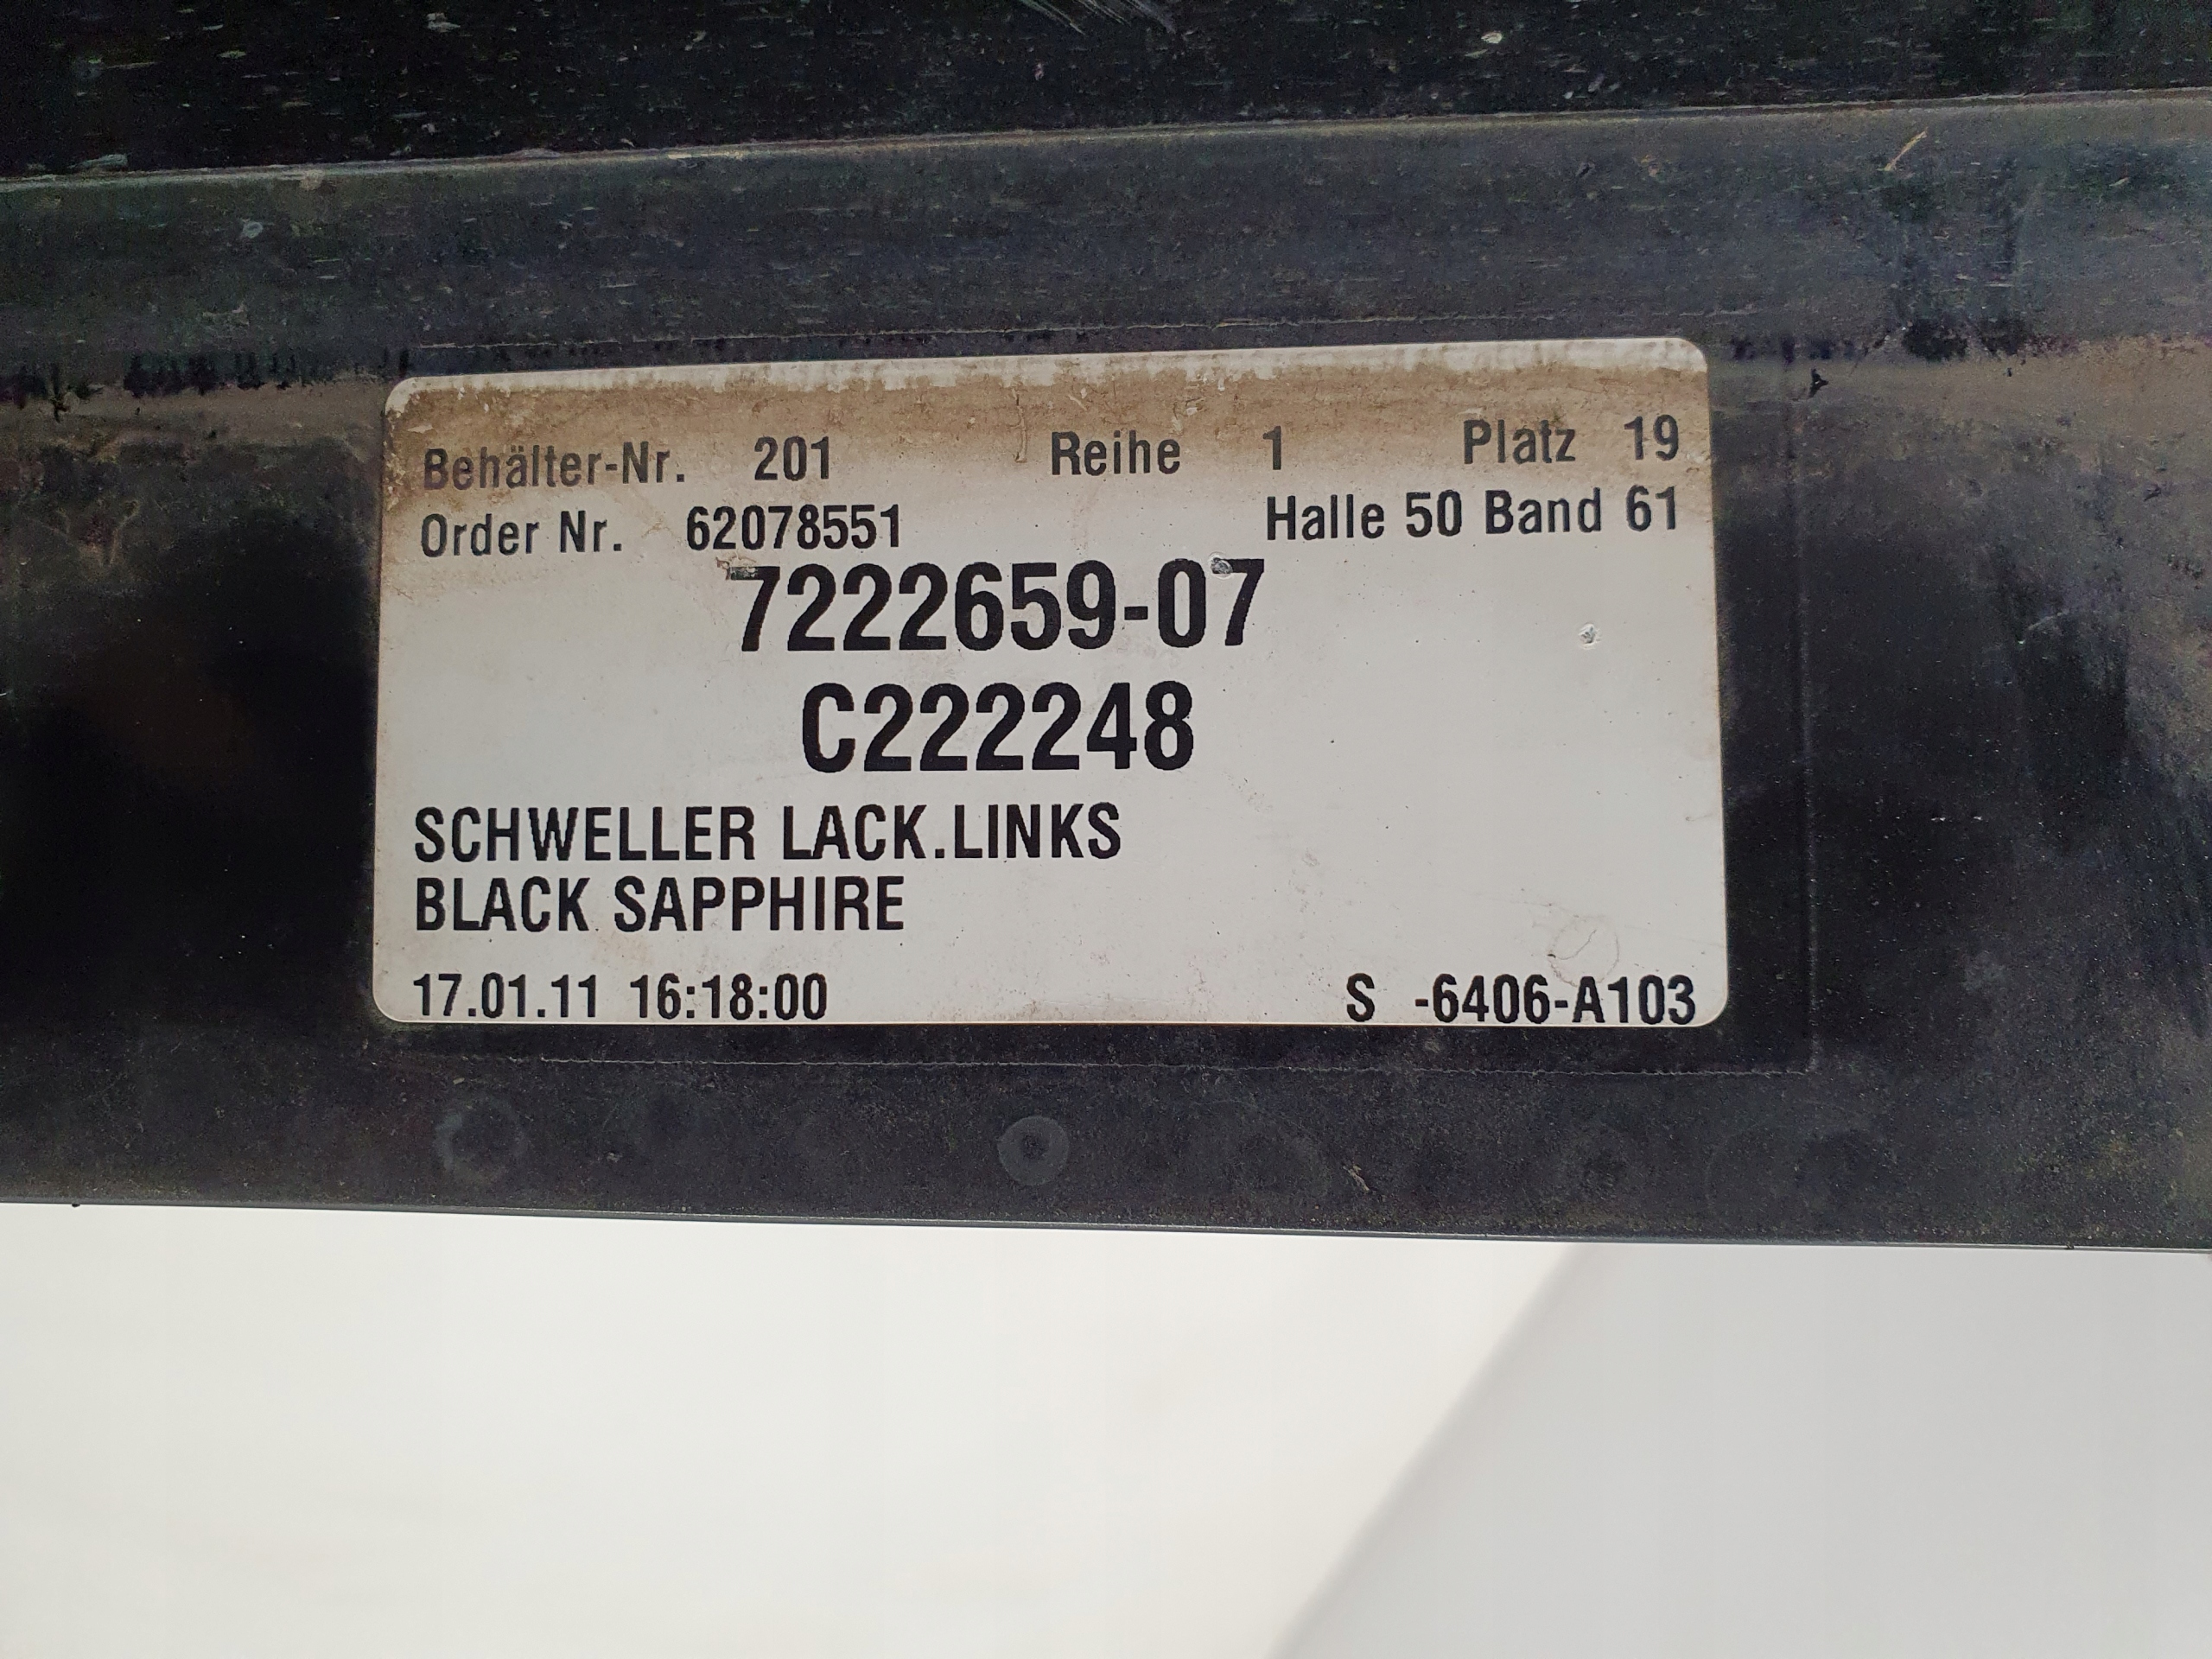 Behälter-Nr. 201 Reihe 1 Platz 19
Order Nr. 62078551 Halle 50 Band 61
7222659-07
C222248
SCHWELLER LACK.LINKS
BLACK SAPPHIRE
17.01.11 16:18:00 S -6406-A103